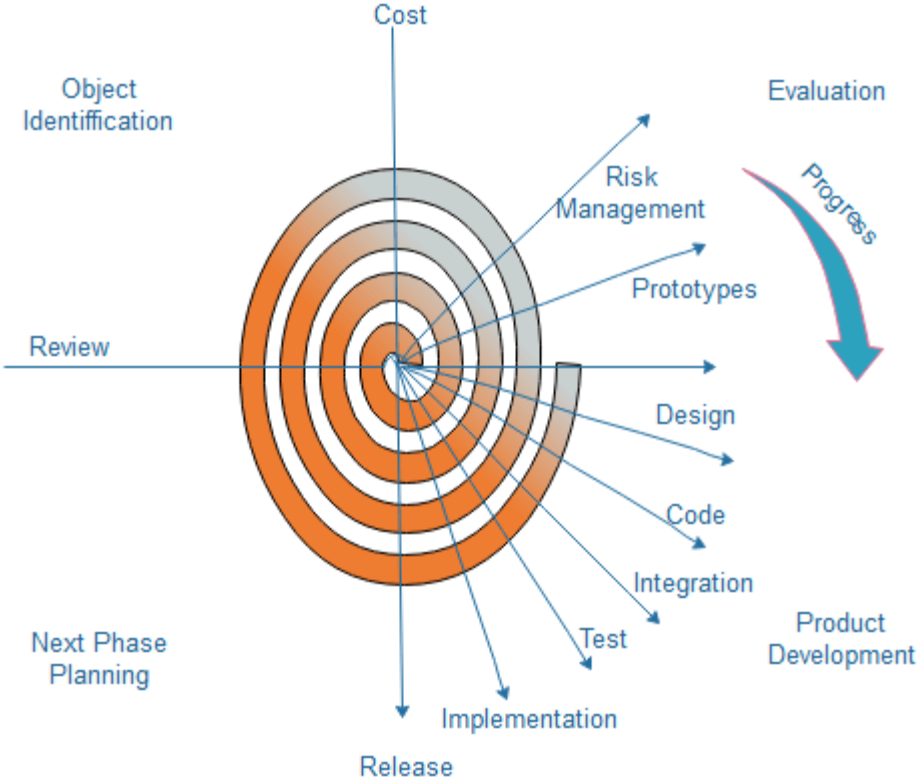 Cost
Object
Identiffication
Evaluation
Risk
Management
Progress
Prototypes
Review
Design
Code
Integration
Test
Product
Development
Next Phase
Planning
Implementation
Release